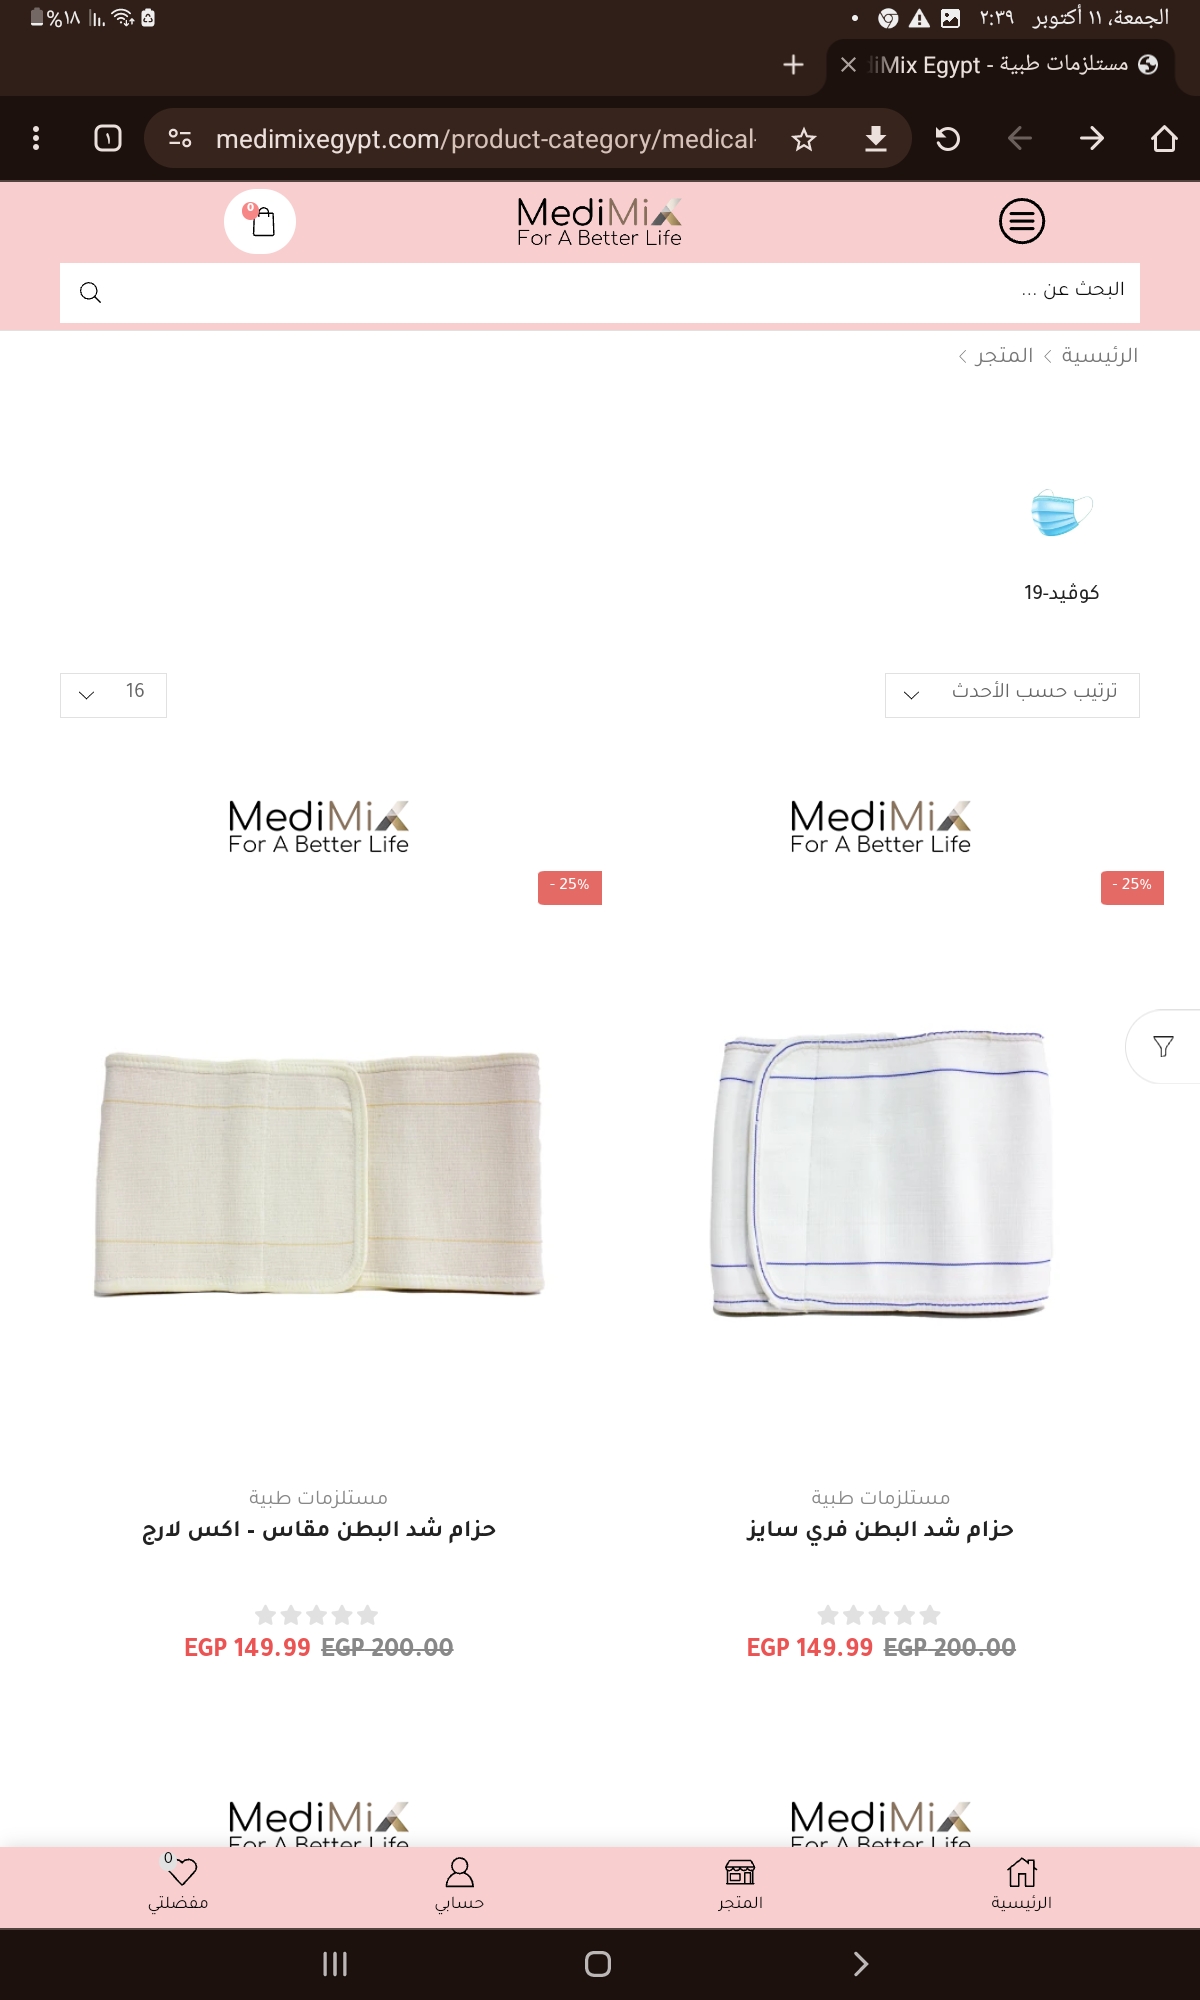 الجمعة، ١١ أكتوبر ٢:٣٩
%١٨
مستلزمات طبية - diMix Egypt
١
medimixegypt.com/product-category/medical-
0
MediMix
For A Better Life
البحث عن ...
الرئيسية
المتجر
كوڤيد-19
ترتيب حسب الأحدث
16
MediMix
For A Better Life
MediMix
For A Better Life
- 25%
- 25%
مستلزمات طبية
حزام شد البطن فري سايز
EGP 149.99 EGP 200.00
مستلزمات طبية
حزام شد البطن مقاس - اكس لارج
EGP 149.99 EGP 200.00
MediMix
For A Better Life
MediMix
For A Better Life
الرئيسية
المتجر
حسابي
0
مفضلتي